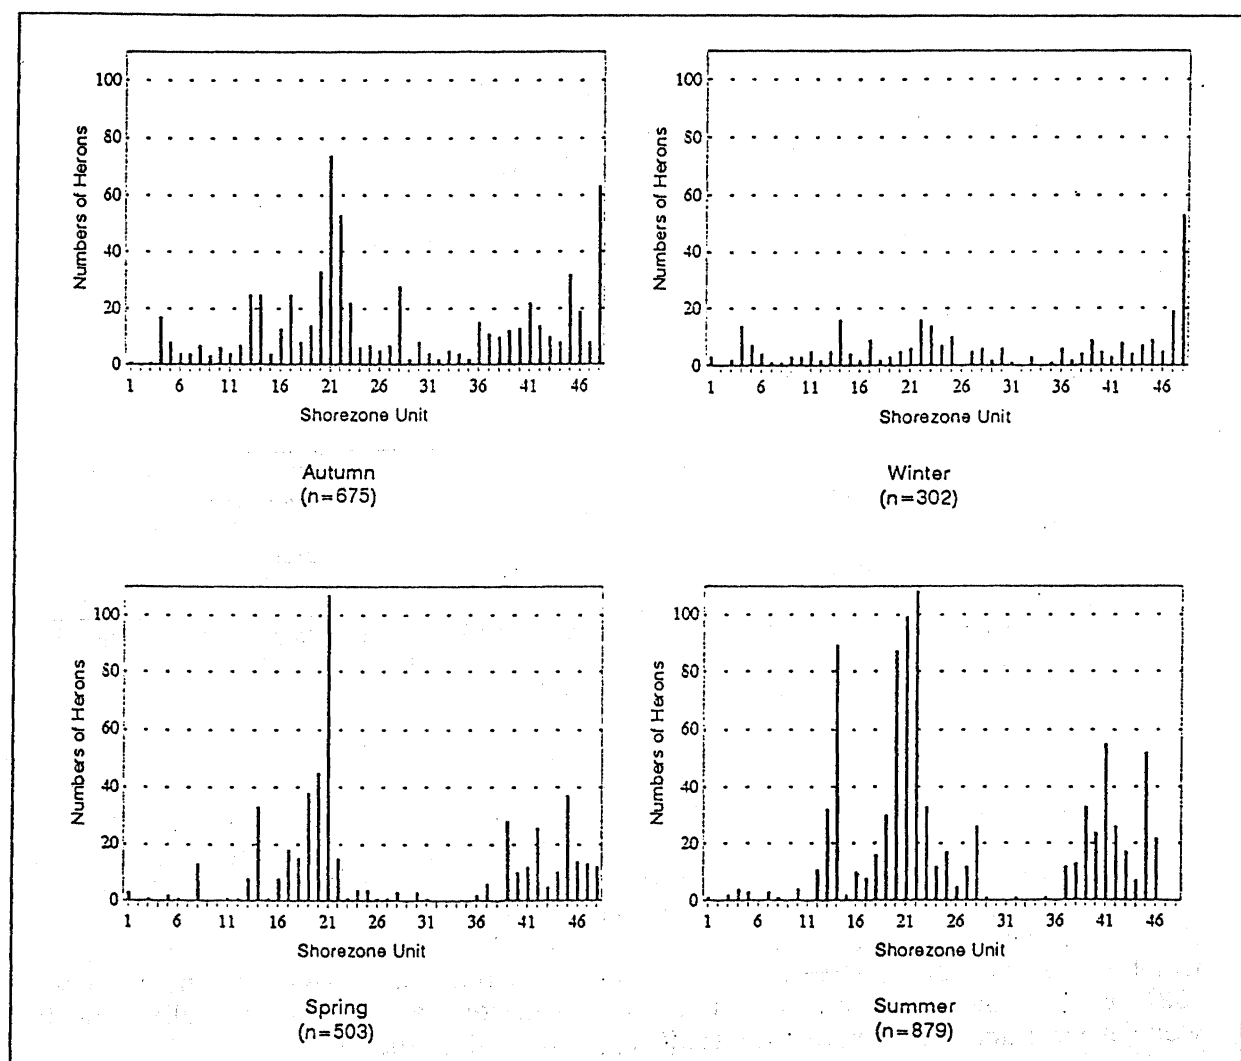 100
80
60
40
20
0
Numbers of Herons
1 6 11 16 21 26 31 36 41 46
Shorezone Unit
Autumn
(n=675)
100
80
60
40
20
0
Numbers of Herons
1 6 11 16 21 26 31 36 41 46
Shorezone Unit
Winter
(n=302)
100
80
60
40
20
0
Numbers of Herons
1 6 11 16 21 26 31 36 41 46
Shorezone Unit
Spring
(n=503)
100
80
60
40
20
0
Numbers of Herons
1 6 11 16 21 26 31 36 41 46
Shorezone Unit
Summer
(n=879)